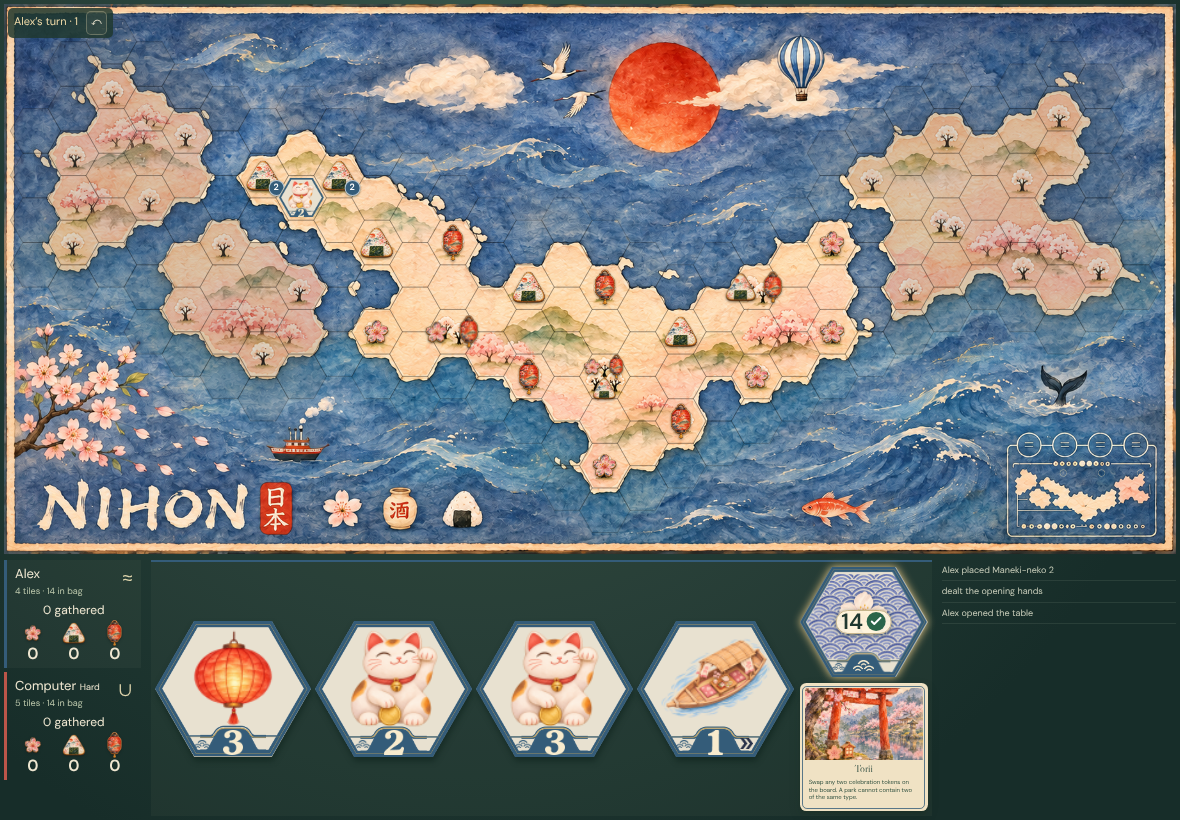 Alex's turn · 1
2
2
2
NIHON
日本
酒
Alex
4 tiles · 14 in bag
0 gathered
0 0 0
Computer Hard
5 tiles · 14 in bag
0 gathered
0 0 0
3
2
3
1
14
Torii
Swap any two celebration tokens on
the board. A park cannot contain two
of the same type.
Alex placed Maneki-neko 2
dealt the opening hands
Alex opened the table